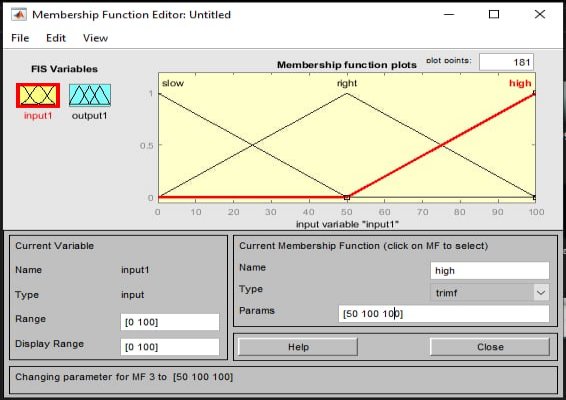 Membership Function Editor: Untitled
File Edit View
FIS Variables
input1 output1
Membership function plots plot points: 181
slow right high
1
0.5
0
0 10 20 30 40 50 60 70 80 90 100
input variable "input1"
Current Variable
Name input1
Type input
Range [0 100]
Display Range [0 100]
Current Membership Function (click on MF to select)
Name high
Type trimf
Params [50 100 100]
Help Close
Changing parameter for MF 3 to [50 100 100]